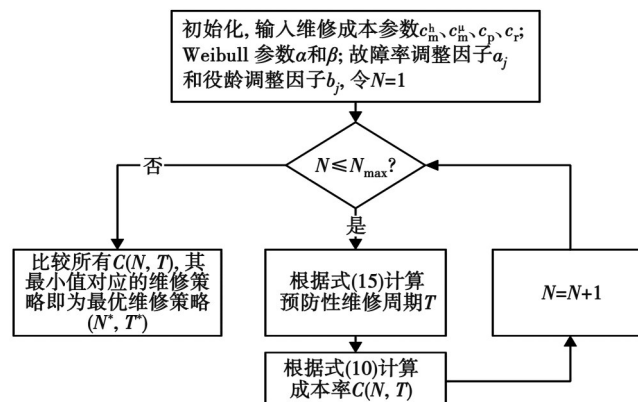 初始化, 输入维修成本参数c_m^h、c_m^μ、c_p、c_r;
Weibull 参数α和β; 故障率调整因子a_j
和役龄调整因子b_j, 令N=1
N≤N_max?
否
是
比较所有C(N, T), 其
最小值对应的维修策
略即为最优维修策略
(N*, T*)
根据式(15)计算
预防性维修周期T
N=N+1
根据式(10)计算
成本率C(N, T)